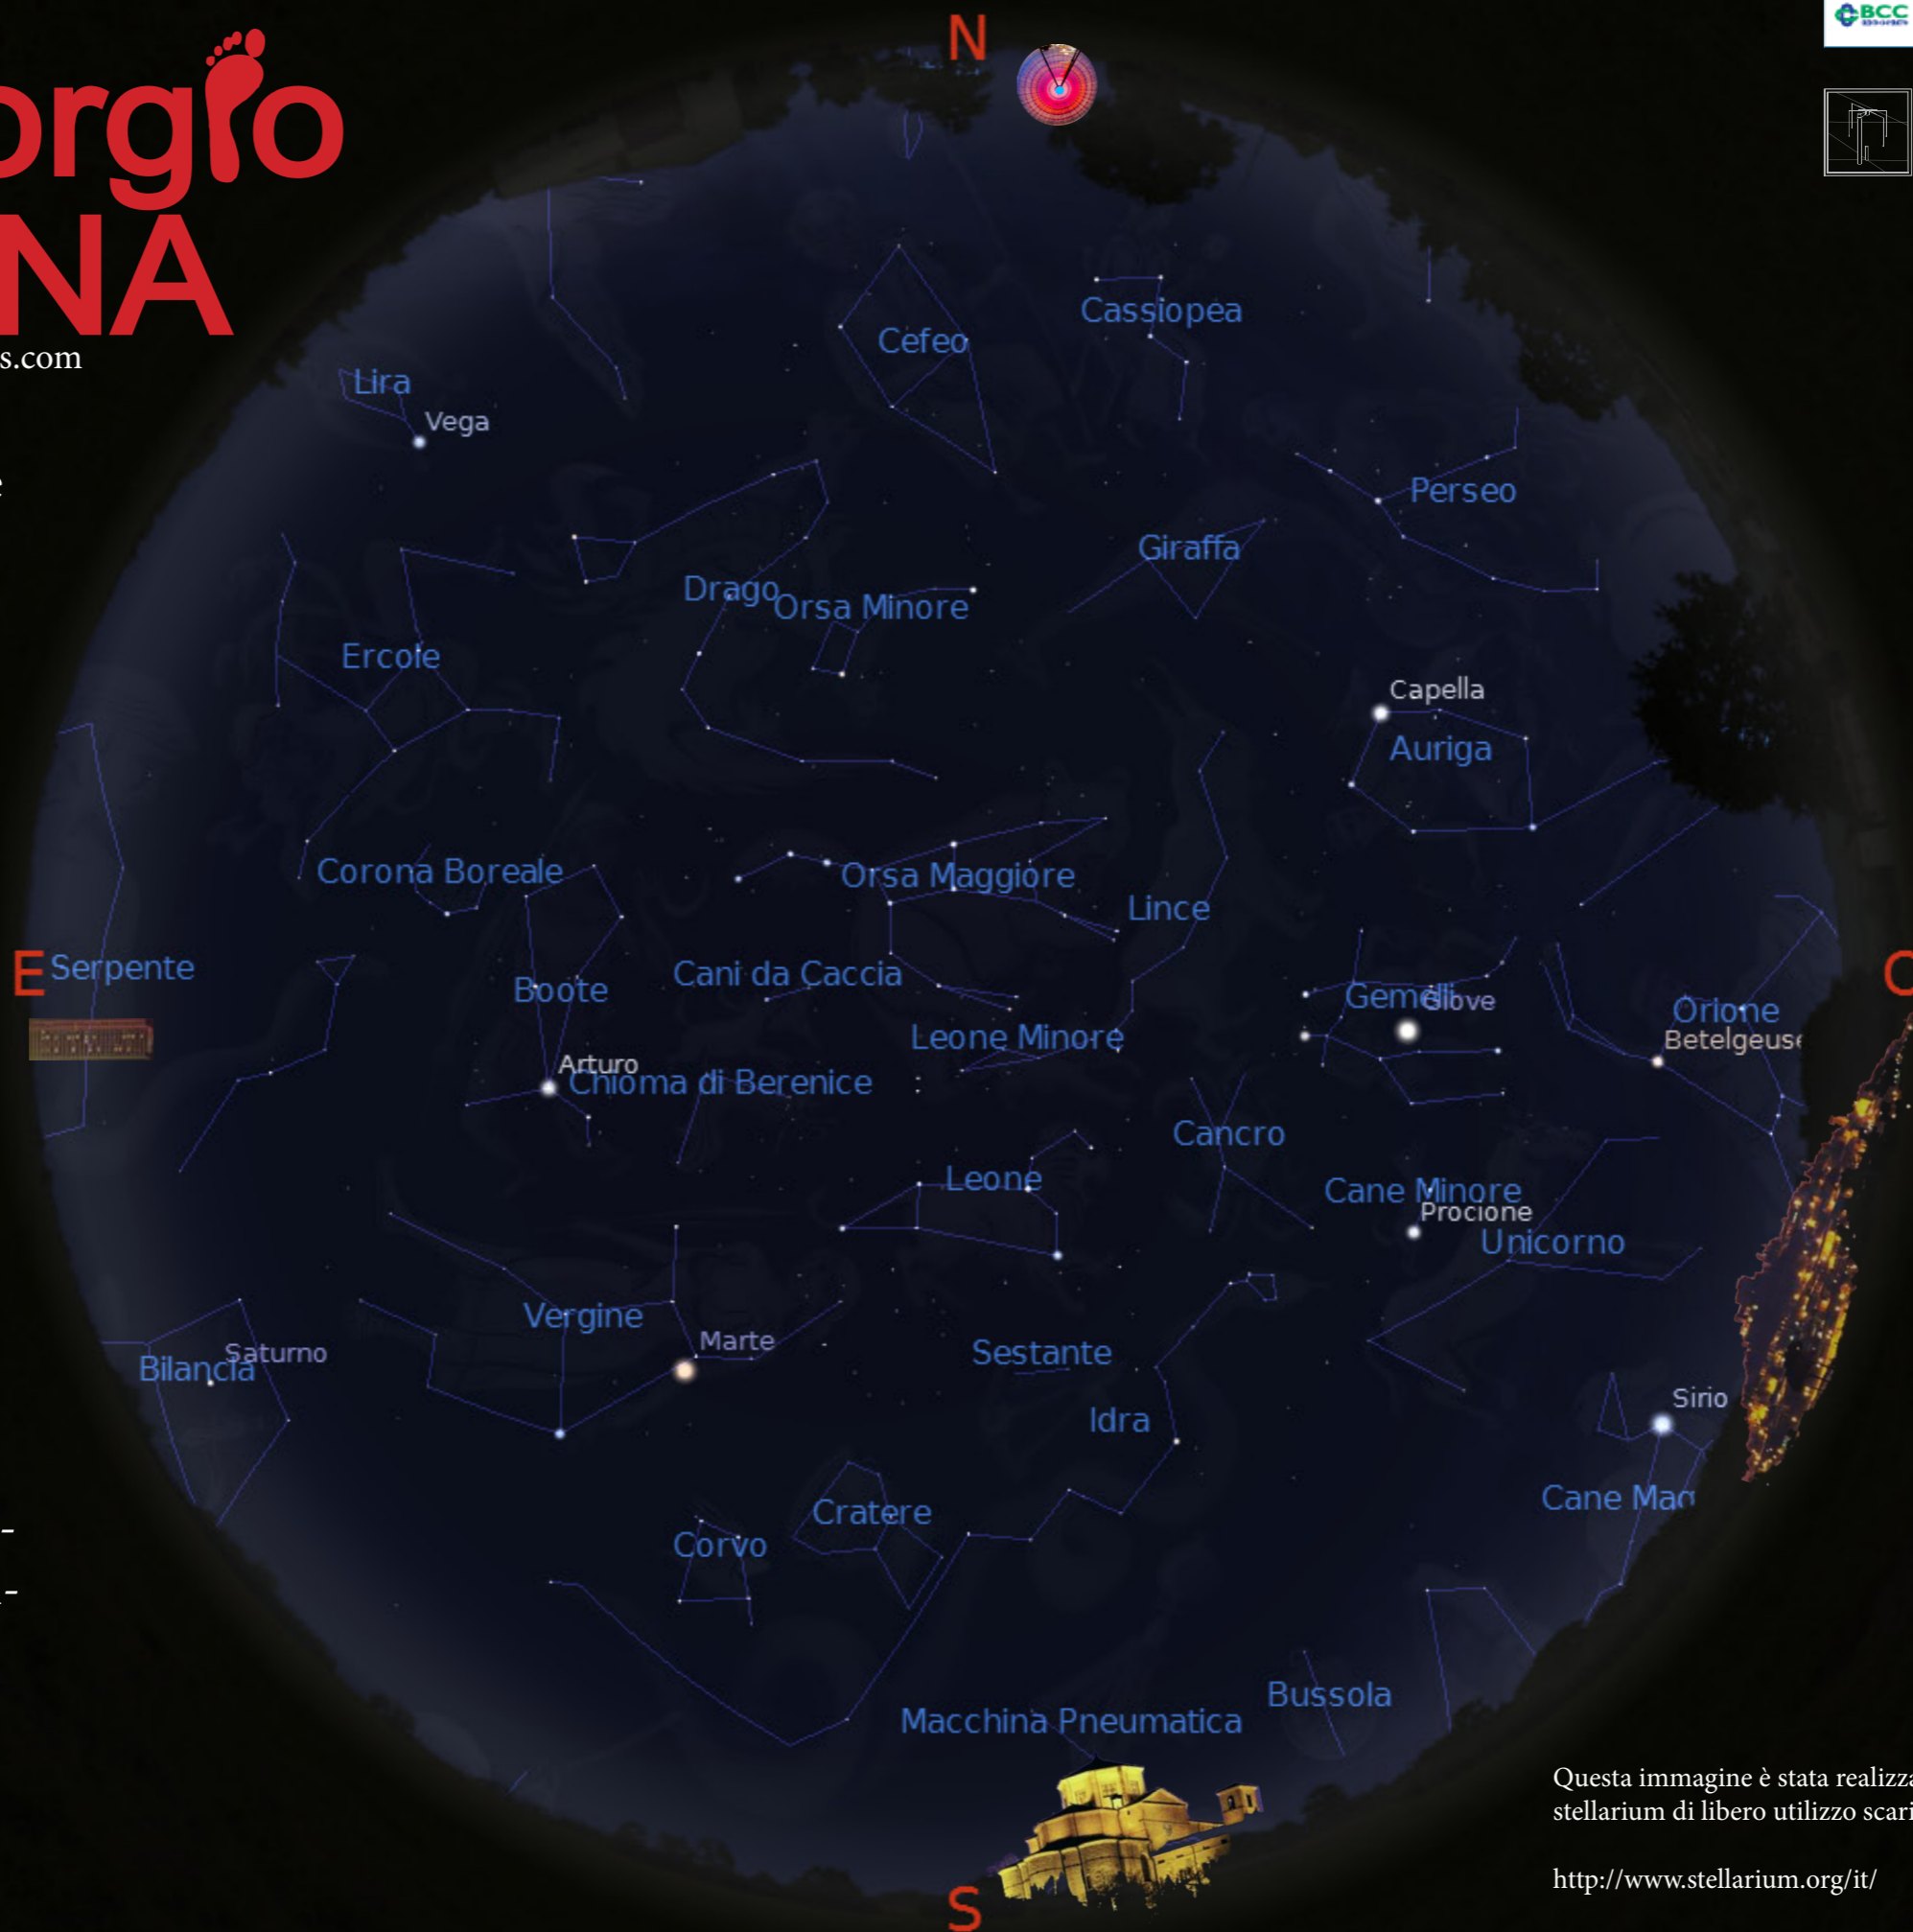 N
BCC
orgio
NA
s.com
Cassiopea
Cefeo
Lira
Vega
e
Perseo
Giraffa
Drago
Orsa Minore
Ercole
Capella
Auriga
Corona Boreale
Orsa Maggiore
Lince
E
Serpente
Cani da Caccia
O
Boote
Gemelli
Giove
Orione
Leone Minore
Betelgeuse
Arturo
Chioma di Berenice
Cancro
Leone
Cane Minore
Procione
Unicorno
Vergine
Marte
Sestante
Saturno
Bilancia
Sirio
Idra
Cane Mag
Cratere
-
Corvo
-
Bussola
Macchina Pneumatica
Questa immagine è stata realizza
stellarium di libero utilizzo scari
http://www.stellarium.org/it/
S